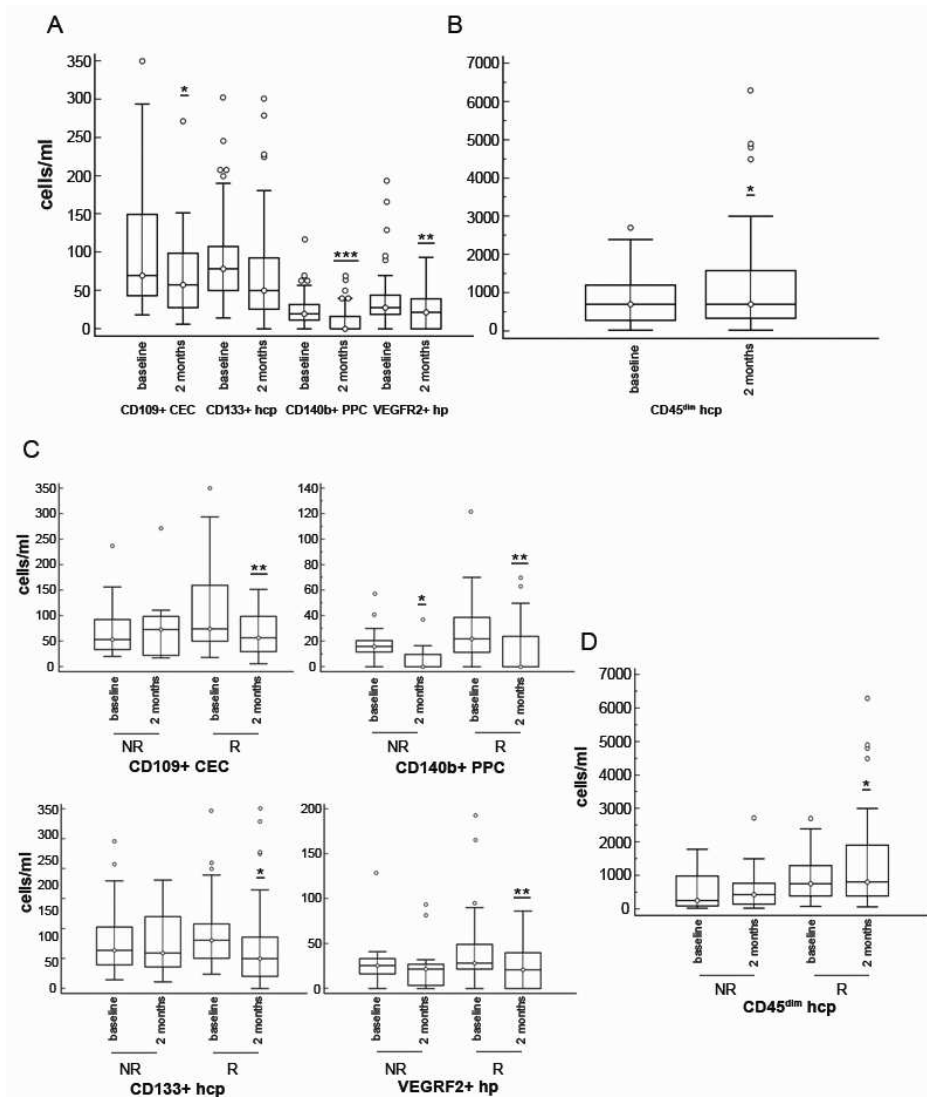 A
B
350
300
250
200
150
100
50
0
cells/ml
*
***
**
baseline
2 months
baseline
2 months
baseline
2 months
baseline
2 months
CD109+ CEC
CD133+ hcp
CD140b+ PPC
VEGFR2+ hp
7000
6000
5000
4000
3000
2000
1000
0
*
baseline
2 months
CD45dim hcp
C
350
300
250
200
150
100
50
0
cells/ml
**
baseline
2 months
baseline
2 months
NR
R
CD109+ CEC
140
120
100
80
60
40
20
0
*
**
baseline
2 months
baseline
2 months
NR
R
CD140b+ PPC
350
330
200
150
100
50
0
cells/ml
*
baseline
2 months
baseline
2 months
NR
R
CD133+ hcp
200
150
100
50
0
**
baseline
2 months
baseline
2 months
NR
R
VEGRF2+ hp
D
7000
6000
5000
4000
3000
2000
1000
0
cells/ml
*
baseline
2 months
baseline
2 months
NR
R
CD45dim hcp